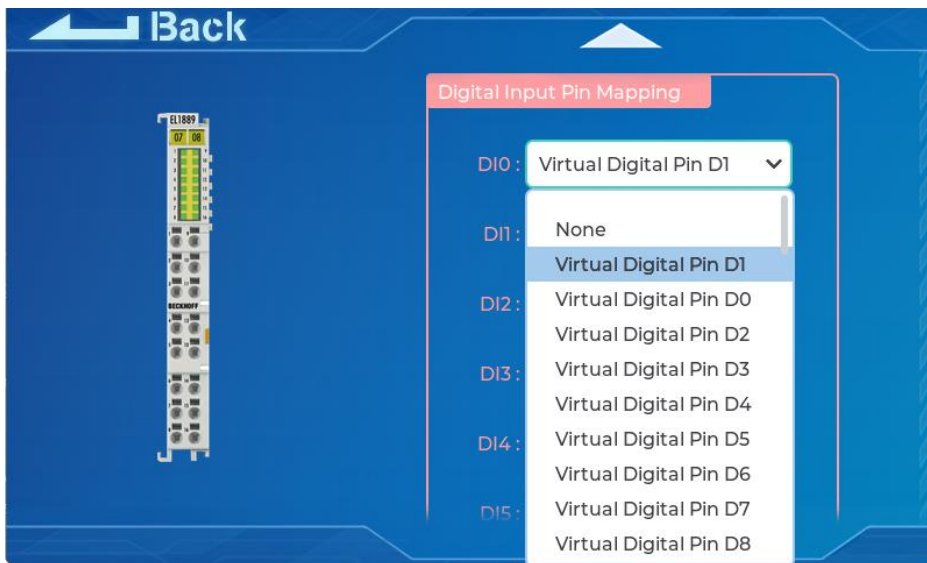 Back
Digital Input Pin Mapping
EL1889
07 08
DI0 : Virtual Digital Pin D1
DI1 :
None
Virtual Digital Pin D1
DI2 :
Virtual Digital Pin D0
Virtual Digital Pin D2
DI3 :
Virtual Digital Pin D3
Virtual Digital Pin D4
DI4 :
Virtual Digital Pin D5
Virtual Digital Pin D6
DI5 :
Virtual Digital Pin D7
Virtual Digital Pin D8
BECKHOFF